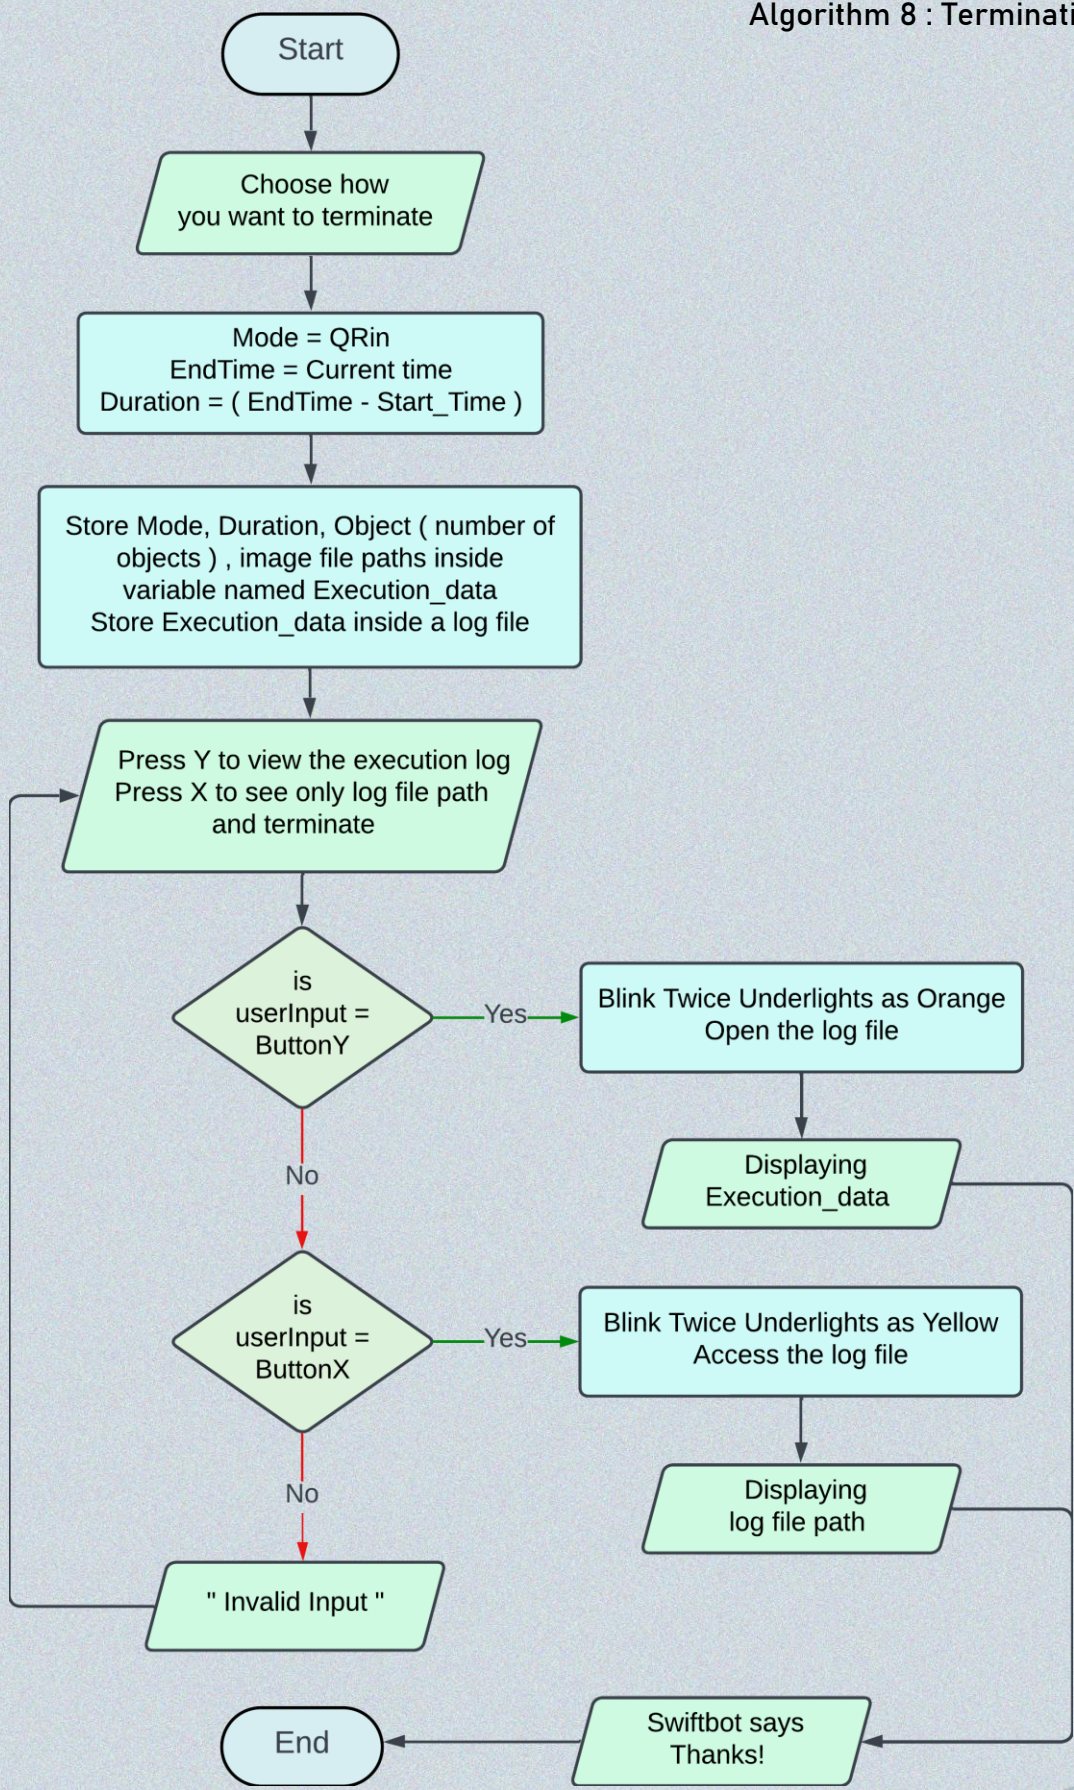 Algorithm 8 : Terminati
Start
Choose how
you want to terminate
Mode = QRin
EndTime = Current time
Duration = ( EndTime - Start_Time )
Store Mode, Duration, Object ( number of
objects ) , image file paths inside
variable named Execution_data
Store Execution_data inside a log file
Press Y to view the execution log
Press X to see only log file path
and terminate
is
userInput =
ButtonY
Yes
Blink Twice Underlights as Orange
Open the log file
Displaying
Execution_data
No
is
userInput =
ButtonX
Yes
Blink Twice Underlights as Yellow
Access the log file
Displaying
log file path
No
" Invalid Input "
Swiftbot says
Thanks!
End